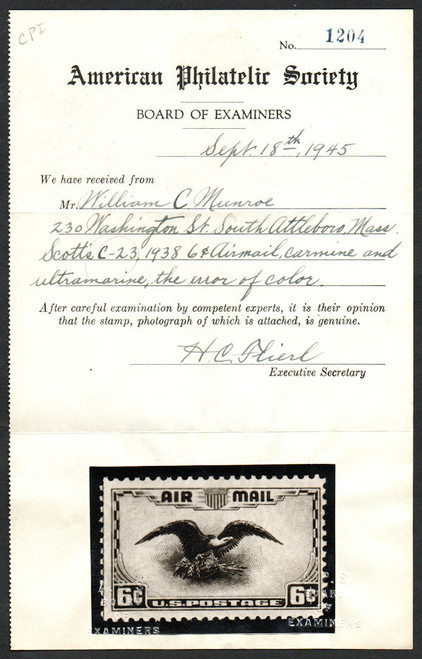 CPI
No. 1204
American Philatelic Society
BOARD OF EXAMINERS
Sept. 18th, 1945
We have received from
Mr. William C Munroe
230 Washington St. South Attleboro, Mass.
Scott's C-23, 1938 6¢ Airmail, carmine and
ultramarine, the error of color.
After careful examination by competent experts, it is their opinion
that the stamp, photograph of which is attached, is genuine.
H.C. Flierl
Executive Secretary
AIR MAIL
6¢ U.S. POSTAGE 6¢
EXAMINERS EXAMINERS